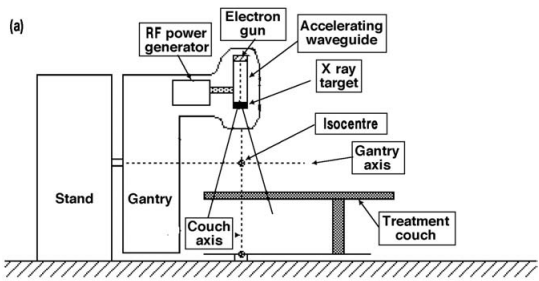 (a)
Electron
gun
RF power
generator
Accelerating
waveguide
X ray
target
Isocentre
Gantry
axis
Stand
Gantry
Couch
axis
Treatment
couch